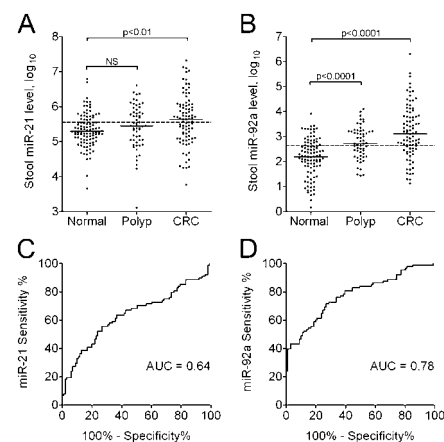 A
p<0.01
NS
Stool miR-21 level, log10
8
7
6
5
4
3
Normal Polyp CRC
B
p<0.0001
p<0.0001
Stool miR-92a level, log10
7
6
5
4
3
2
1
0
Normal Polyp CRC
C
miR-21 Sensitivity %
100
80
60
40
20
0
AUC = 0.64
0 20 40 60 80 100
100% - Specificity%
D
miR-92a Sensitivity %
100
80
60
40
20
0
AUC = 0.78
0 20 40 60 80 100
100% - Specificity%